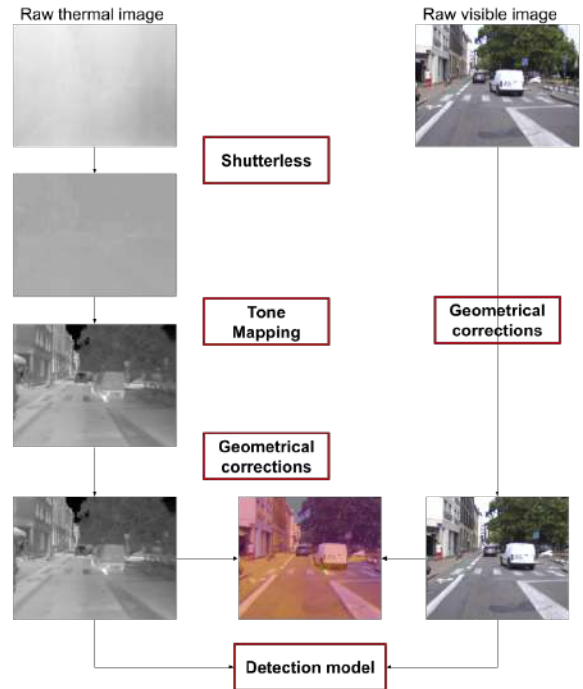 Raw thermal image
Raw visible image
Shutterless
Tone
Mapping
Geometrical
corrections
Geometrical
corrections
Detection model